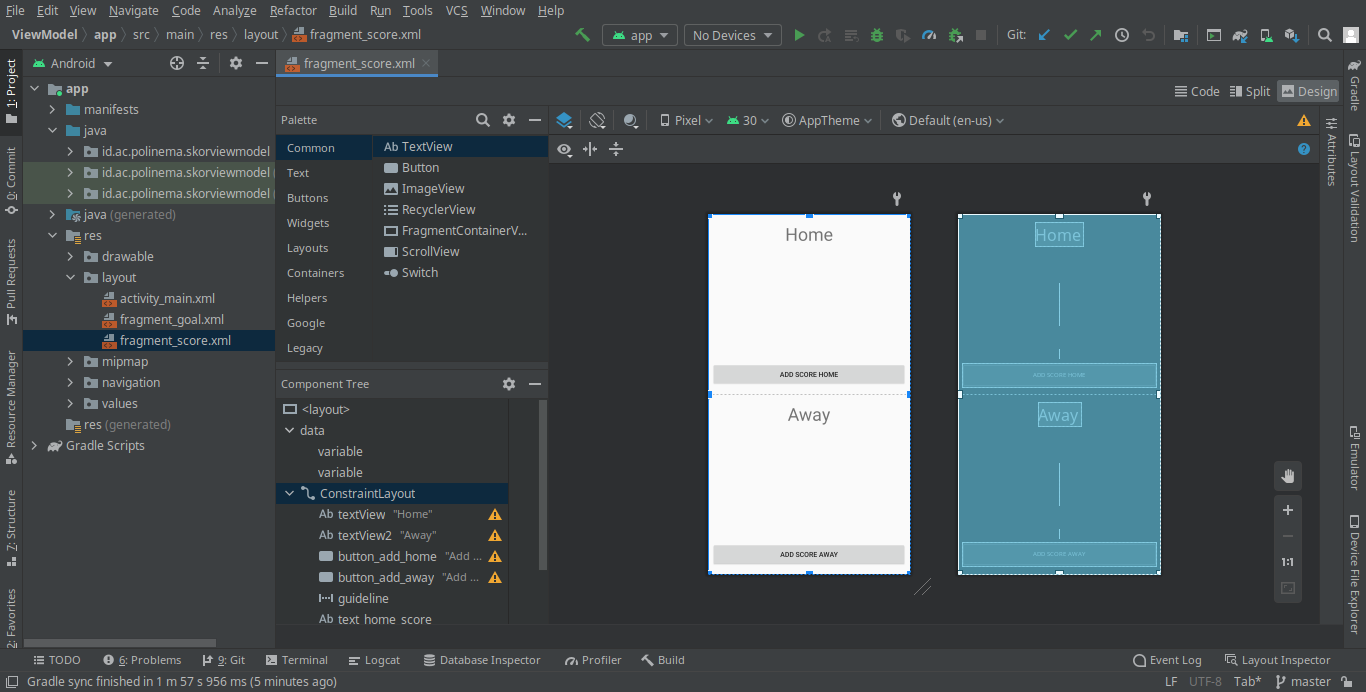 File Edit View Navigate Code Analyze Refactor Build Run Tools VCS Window Help
ViewModel app src main res layout fragment_score.xml
app No Devices Git:
1: Project
0: Commit
Pull Requests
Resource Manager
7: Structure
2: Favorites
Android
app
manifests
java
id.ac.polinema.skorviewmodel
id.ac.polinema.skorviewmodel
id.ac.polinema.skorviewmodel
java (generated)
res
drawable
layout
activity_main.xml
fragment_goal.xml
fragment_score.xml
mipmap
navigation
values
res (generated)
Gradle Scripts
fragment_score.xml
Code Split Design
Palette
Common
Text
Buttons
Widgets
Layouts
Containers
Helpers
Google
Legacy
Ab TextView
Button
ImageView
RecyclerView
FragmentContainerV...
ScrollView
Switch
Component Tree
<layout>
data
variable
variable
ConstraintLayout
Ab textView "Home"
Ab textView2 "Away"
button_add_home "Add ...
button_add_away "Add ...
guideline
Ab text_home_score
Pixel 30 AppTheme Default (en-us)
Home
ADD SCORE HOME
Away
ADD SCORE AWAY
Home
ADD SCORE HOME
Away
ADD SCORE AWAY
1:1
Attributes
Gradle
Layout Validation
Emulator
Device File Explorer
TODO 6: Problems 9: Git Terminal Logcat Database Inspector Profiler Build Event Log Layout Inspector
Gradle sync finished in 1 m 57 s 956 ms (5 minutes ago) LF UTF-8 Tab* master